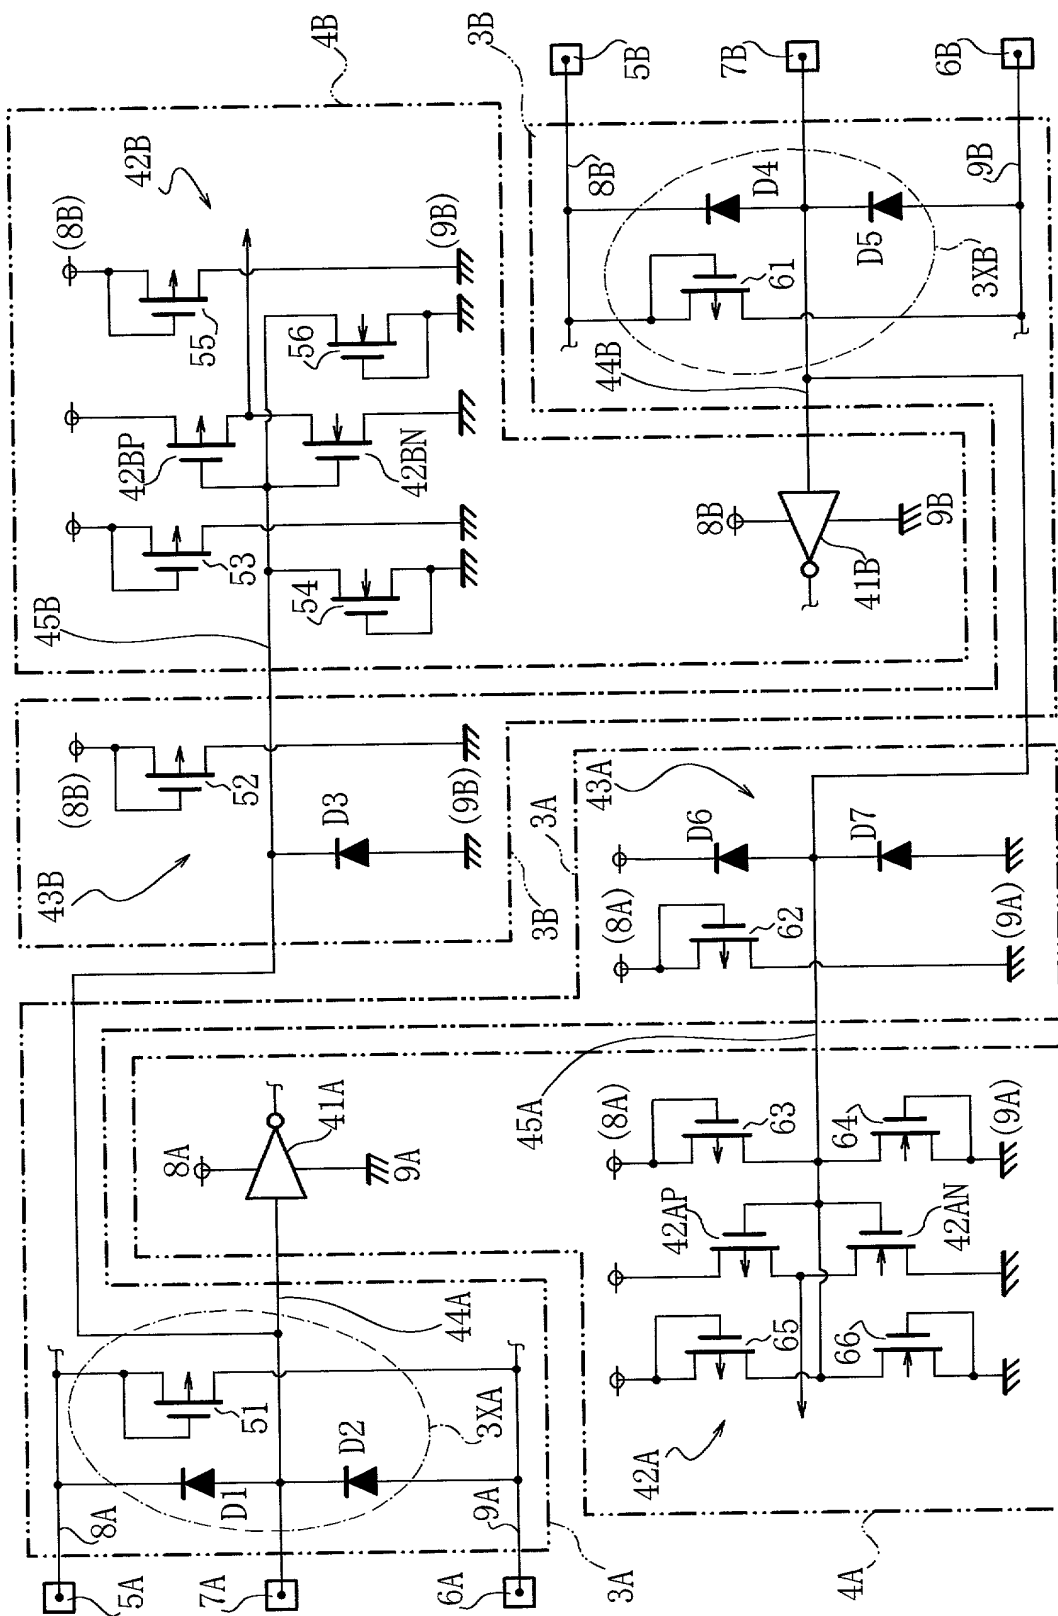 4B
3B
5B
7B
6B
42B
(8B)
(9B)
8B
D4
9B
D5
3XB
61
55
56
44B
42BP
42BN
8B
9B
41B
53
54
45B
52
(8B)
D3
(9B)
43B
3B
3A
43A
D6
D7
(8A)
62
(9A)
45A
(8A)
63
64
(9A)
8A
41A
9A
42AP
42AN
65
66
42A
44A
51
3XA
D2
D1
8A
9A
5A
7A
6A
3A
4A